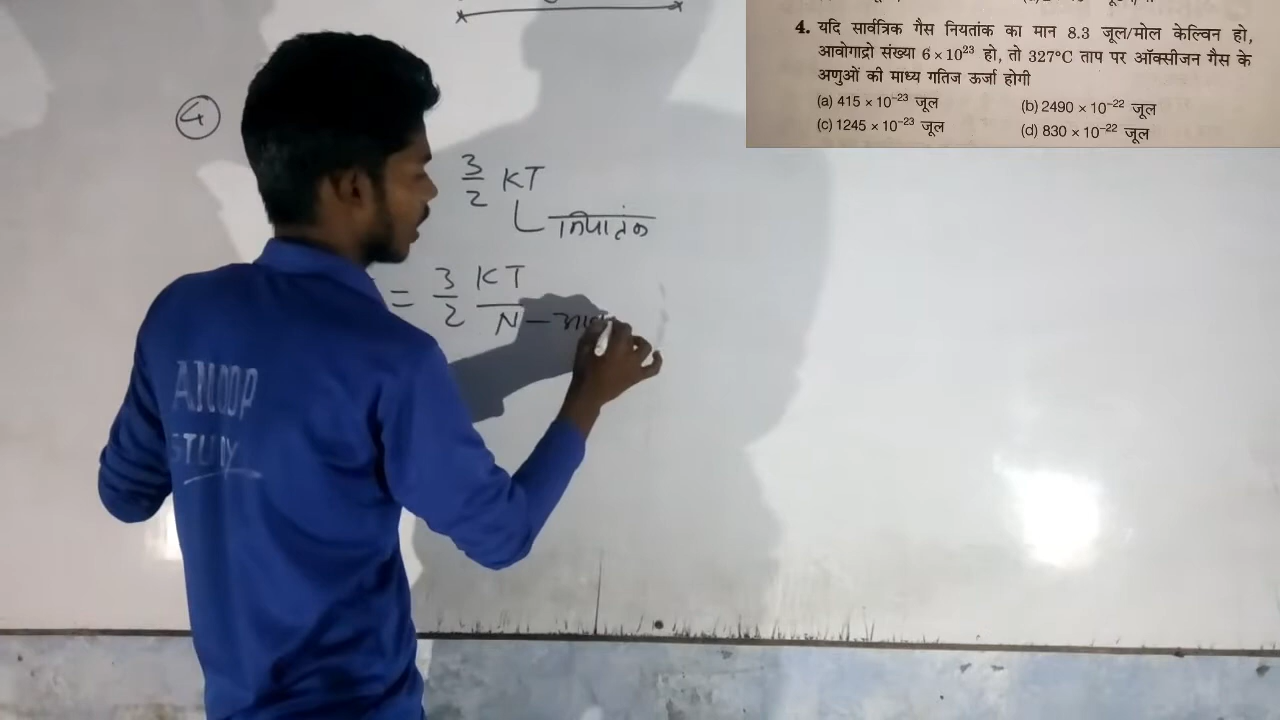 4. यदि सार्वत्रिक गैस नियतांक का मान 8.3 जूल/मोल केल्विन हो,
आवोगाद्रो संख्या 6 × 10²³ हो, तो 327°C ताप पर ऑक्सीजन गैस के
अणुओं की माध्य गतिज ऊर्जा होगी
(a) 415 × 10⁻²³ जूल (b) 2490 × 10⁻²² जूल
(c) 1245 × 10⁻²³ जूल (d) 830 × 10⁻²² जूल
4
3/2 KT
नियतांक
= 3/2 KT/N –
ANOOP
STUDY